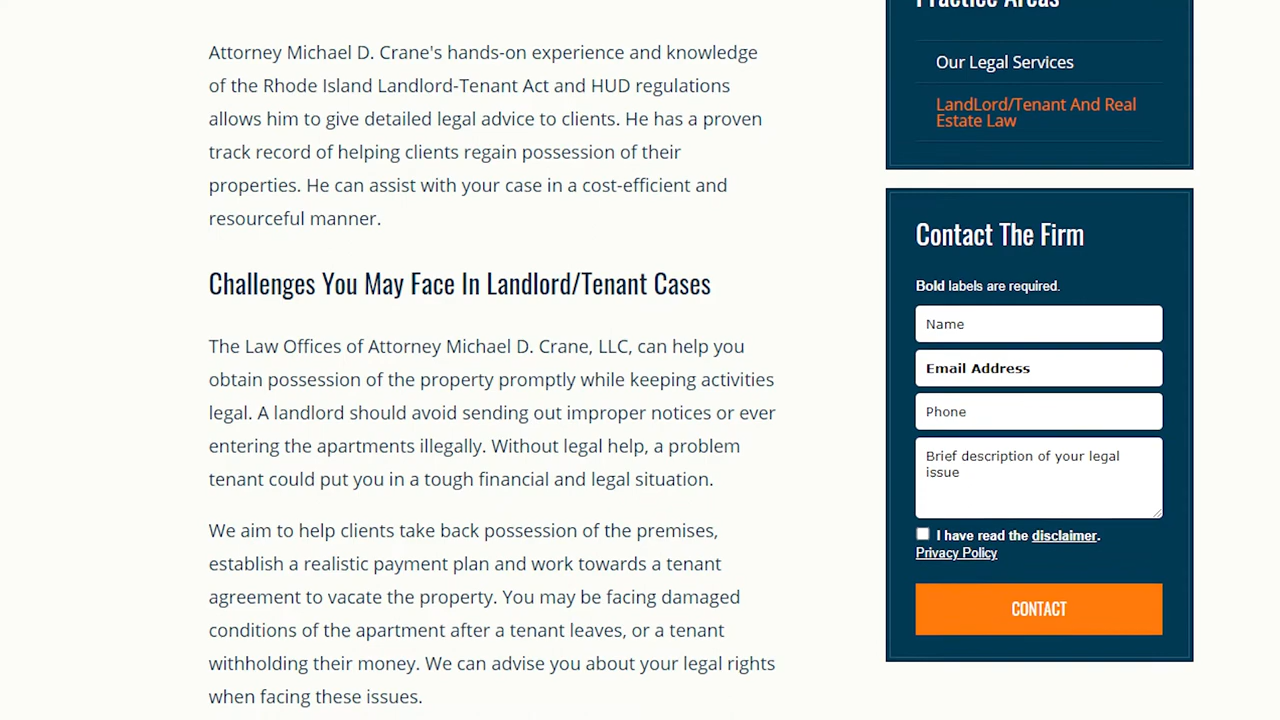 Attorney Michael D. Crane's hands-on experience and knowledge
of the Rhode Island Landlord-Tenant Act and HUD regulations
allows him to give detailed legal advice to clients. He has a proven
track record of helping clients regain possession of their
properties. He can assist with your case in a cost-efficient and
resourceful manner.
Challenges You May Face In Landlord/Tenant Cases
The Law Offices of Attorney Michael D. Crane, LLC, can help you
obtain possession of the property promptly while keeping activities
legal. A landlord should avoid sending out improper notices or ever
entering the apartments illegally. Without legal help, a problem
tenant could put you in a tough financial and legal situation.
We aim to help clients take back possession of the premises,
establish a realistic payment plan and work towards a tenant
agreement to vacate the property. You may be facing damaged
conditions of the apartment after a tenant leaves, or a tenant
withholding their money. We can advise you about your legal rights
when facing these issues.
Practice Areas
Our Legal Services
LandLord/Tenant And Real
Estate Law
Contact The Firm
Bold labels are required.
Name
Email Address
Phone
Brief description of your legal
issue
I have read the disclaimer.
Privacy Policy
CONTACT